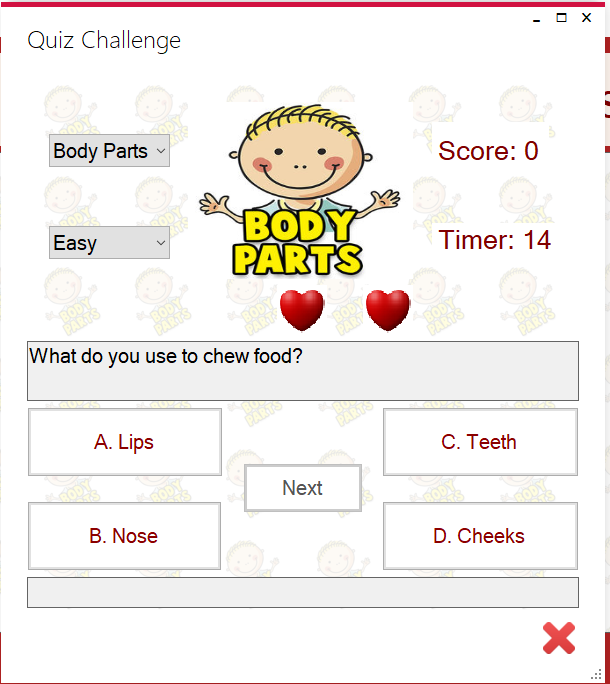 Quiz Challenge
Body Parts
Score: 0
BODY
PARTS
Easy
Timer: 14
What do you use to chew food?
A. Lips
C. Teeth
Next
B. Nose
D. Cheeks